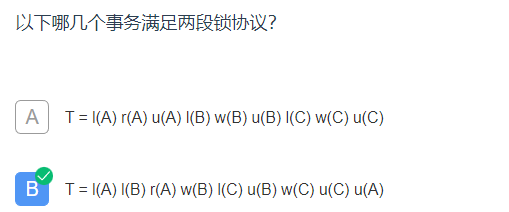 以下哪几个事务满足两段锁协议？
A
T = l(A) r(A) u(A) l(B) w(B) u(B) l(C) w(C) u(C)
B
T = l(A) l(B) r(A) w(B) l(C) u(B) w(C) u(C) u(A)